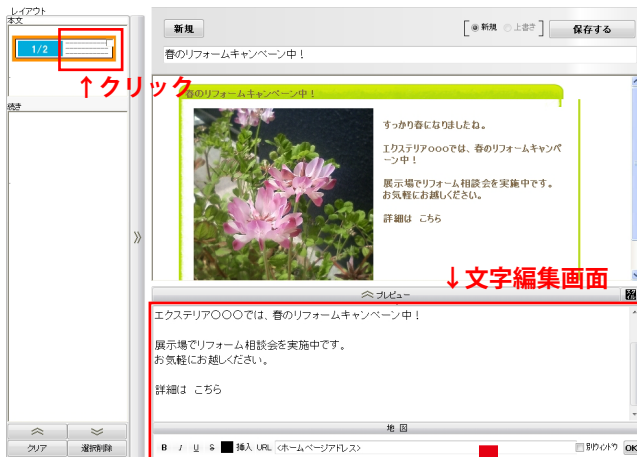 レイアウト
本文
1/2
↑クリック
続き
クリア
選択削除
新規
新規
上書き
保存する
春のリフォームキャンペーン中!
春のリフォームキャンペーン中!
すっかり春になりましたね。
エクステリアoooでは、春のリフォームキャンペ
ーン中!
展示場でリフォーム相談会を実施中です。
お気軽にお越しください。
詳細は こちら
↓文字編集画面
プレビュー
エクステリア〇〇〇では、春のリフォームキャンペーン中!
展示場でリフォーム相談会を実施中です。
お気軽にお越しください。
詳細は こちら
地 図
B I U S 挿入 URL <ホームページアドレス> 別ウィンドウ OK